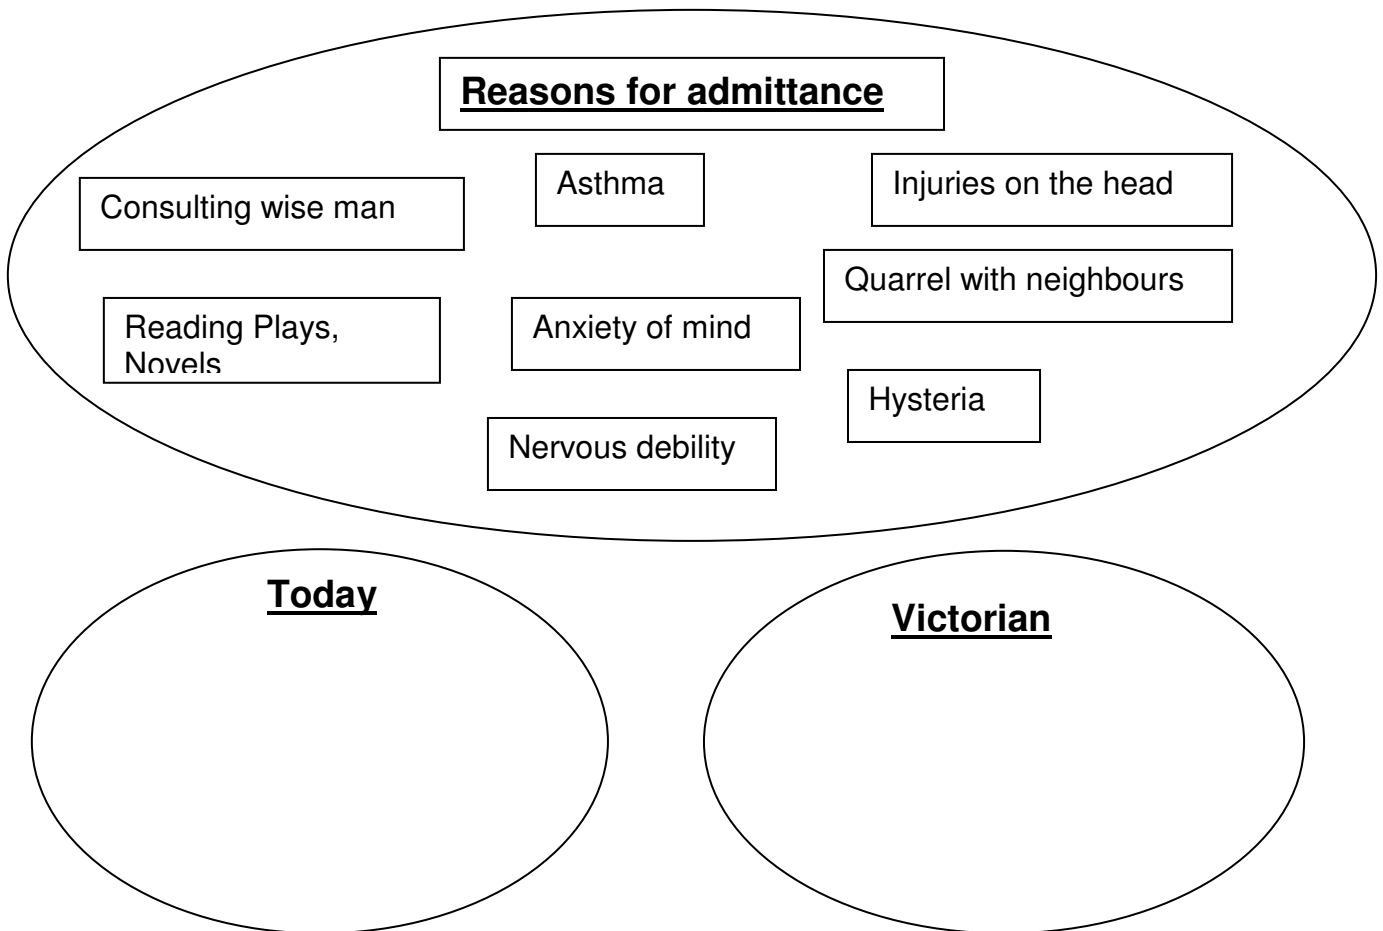 Reasons for admittance
Asthma
Injuries on the head
Consulting wise man
Quarrel with neighbours
Reading Plays,
Novels
Anxiety of mind
Hysteria
Nervous debility
Today
Victorian